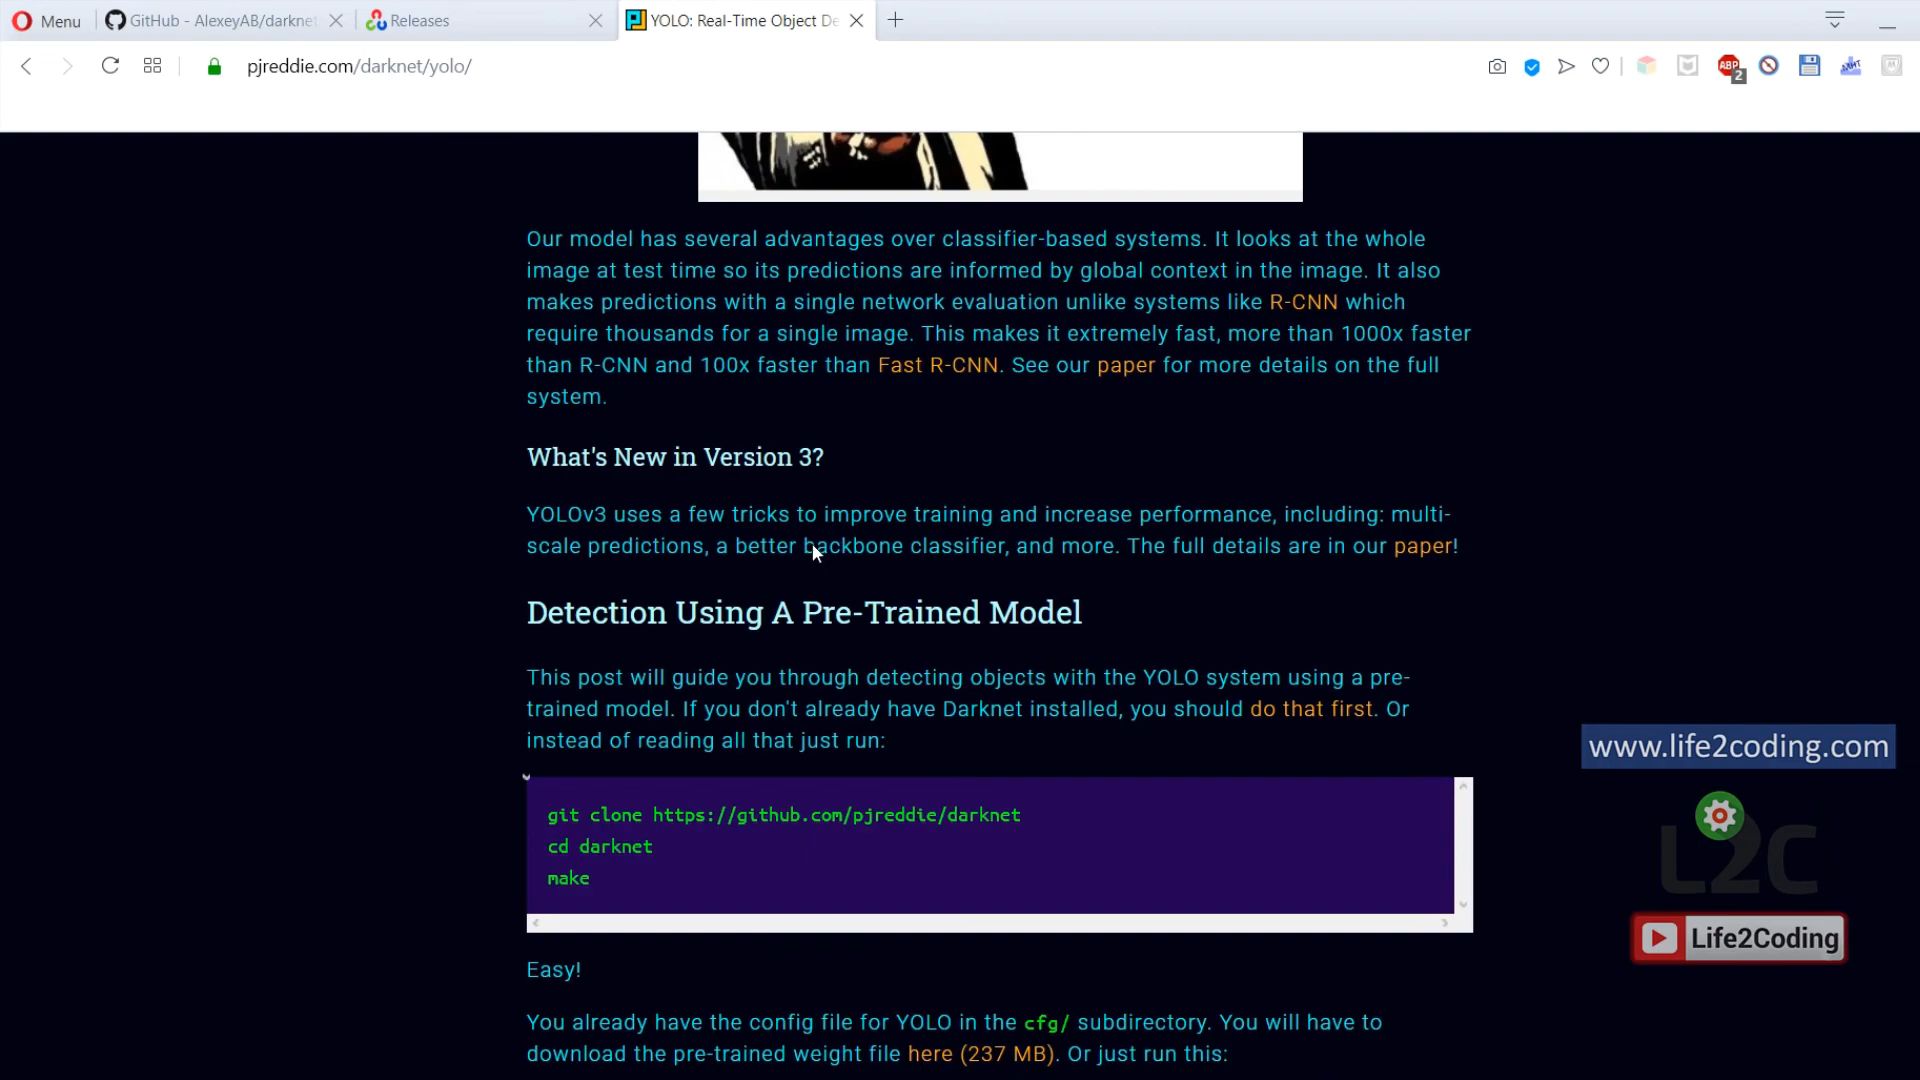 Menu
GitHub - AlexeyAB/darknet
Releases
YOLO: Real-Time Object De
pjreddie.com/darknet/yolo/
ABP
2
Our model has several advantages over classifier-based systems. It looks at the whole
image at test time so its predictions are informed by global context in the image. It also
makes predictions with a single network evaluation unlike systems like R-CNN which
require thousands for a single image. This makes it extremely fast, more than 1000x faster
than R-CNN and 100x faster than Fast R-CNN. See our paper for more details on the full
system.
What's New in Version 3?
YOLOv3 uses a few tricks to improve training and increase performance, including: multi-
scale predictions, a better backbone classifier, and more. The full details are in our paper!
Detection Using A Pre-Trained Model
This post will guide you through detecting objects with the YOLO system using a pre-
trained model. If you don't already have Darknet installed, you should do that first. Or
instead of reading all that just run:
www.life2coding.com
git clone https://github.com/pjreddie/darknet
cd darknet
make
L2C
Life2Coding
Easy!
You already have the config file for YOLO in the cfg/ subdirectory. You will have to
download the pre-trained weight file here (237 MB). Or just run this: